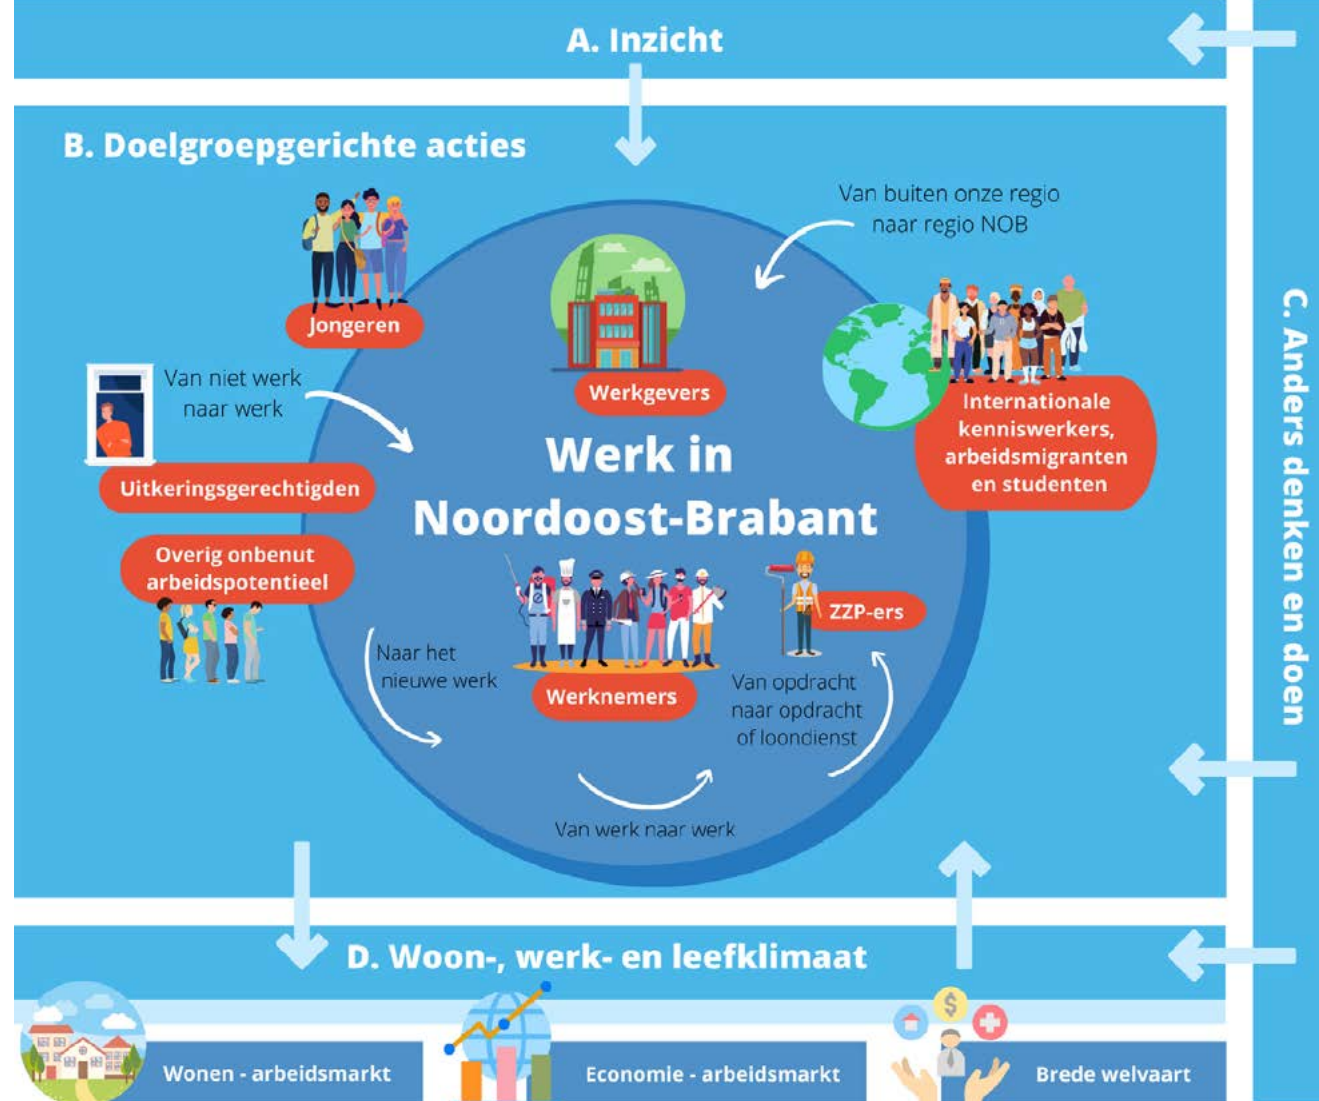 A. Inzicht
B. Doelgroepgerichte acties
Van buiten onze regio
naar regio NOB
Jongeren
Van niet werk
naar werk
Werkgevers
Internationale
kenniswerkers,
arbeidsmigranten
en studenten
Uitkeringsgerechtigden
Werk in
Noordoost-Brabant
Overig onbenut
arbeidspotentieel
ZZP-ers
Naar het
nieuwe werk
Werknemers
Van opdracht
naar opdracht
of loondienst
Van werk naar werk
C. Anders denken en doen
D. Woon-, werk- en leefklimaat
$
Wonen - arbeidsmarkt
Economie - arbeidsmarkt
Brede welvaart